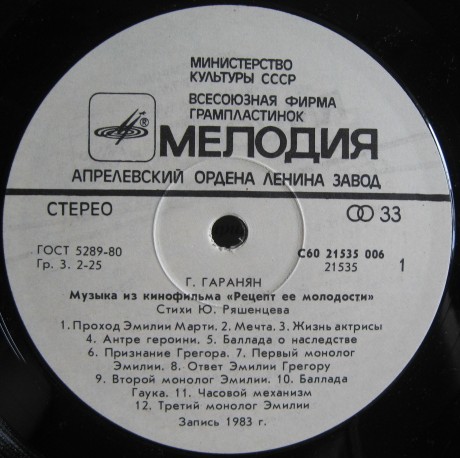 МИНИСТЕРСТВО
КУЛЬТУРЫ СССР
ВСЕСОЮЗНАЯ ФИРМА
ГРАМПЛАСТИНОК
®
МЕЛОДИЯ
АПРЕЛЕВСКИЙ ОРДЕНА ЛЕНИНА ЗАВОД
СТЕРЕО
33
ГОСТ 5289-80
Гр. 3. 2-25
С60 21535 006
21535
1
Г. ГАРАНЯН
Музыка из кинофильма «Рецепт ее молодости»
Стихи Ю. Ряшенцева
1. Проход Эмилии Марти. 2. Мечта. 3. Жизнь актрисы
4. Антре героини. 5. Баллада о наследстве
6. Признание Грегора. 7. Первый монолог
Эмилии. 8. Ответ Эмилии Грегору
9. Второй монолог Эмилии. 10. Баллада
Гаука. 11. Часовой механизм
12. Третий монолог Эмилии
Запись 1983 г.